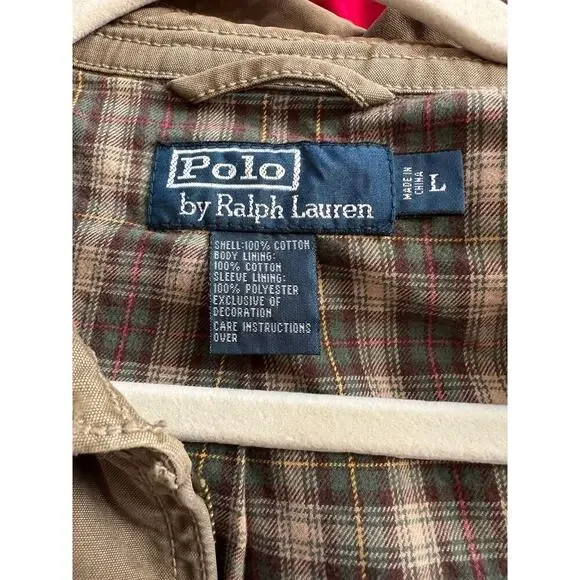 Polo
by Ralph Lauren
MADE IN
CHINA
L
SHELL:100% COTTON
BODY LINING:
100% COTTON
SLEEVE LINING:
100% POLYESTER
EXCLUSIVE OF
DECORATION
CARE INSTRUCTIONS
OVER